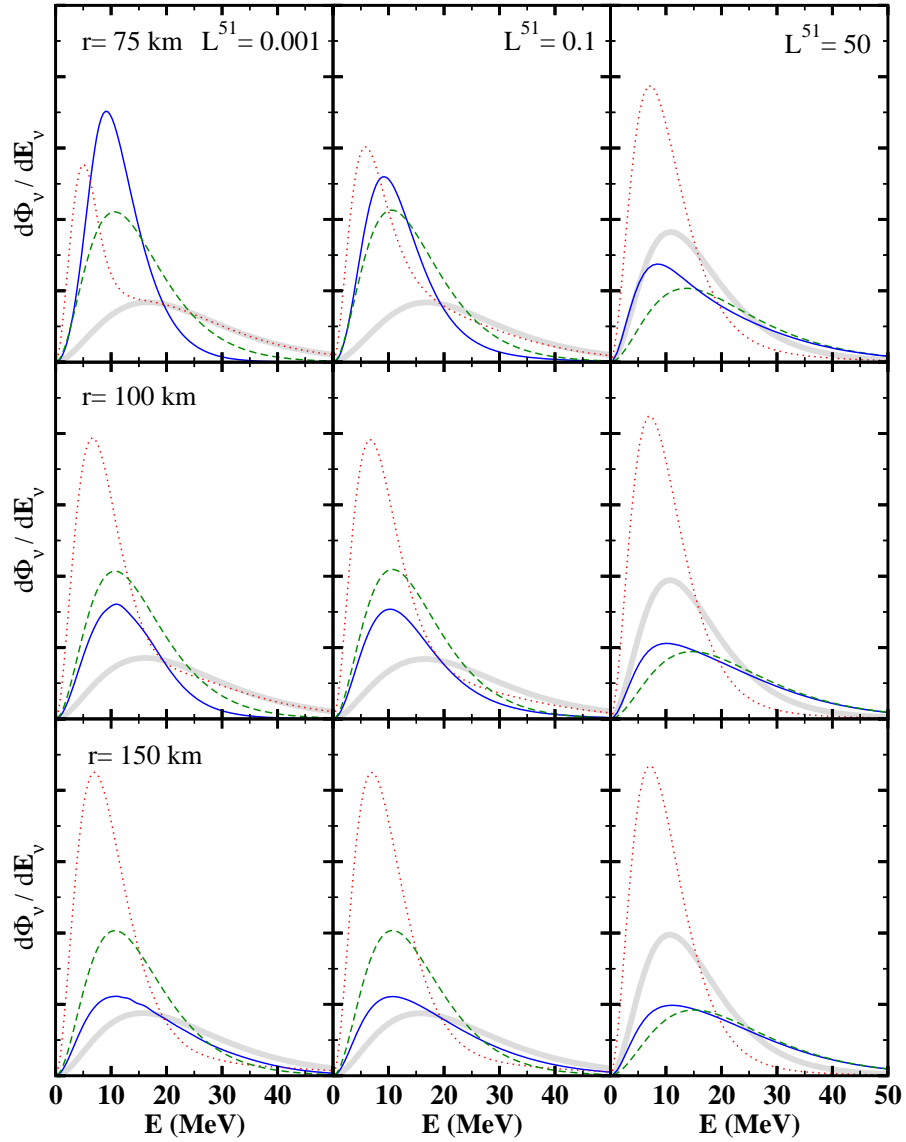 r= 75 km L^51 = 0.001
L^51 = 0.1
L^51 = 50
dΦ_ν / dE_ν
r= 100 km
dΦ_ν / dE_ν
r= 150 km
dΦ_ν / dE_ν
0 10 20 30 40 0 10 20 30 40 0 10 20 30 40 50
E (MeV) E (MeV) E (MeV)